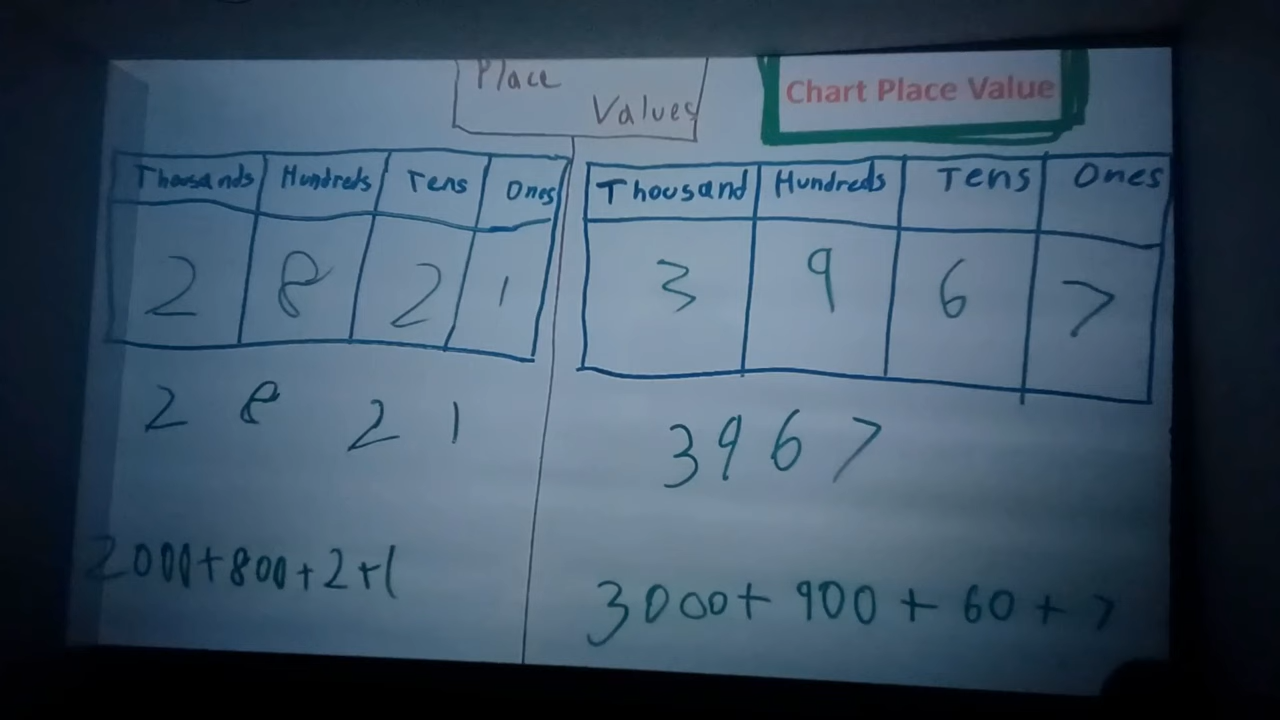 Place
Values
Chart Place Value
Thousands Hundreds Tens Ones
2 8 2 1
2 8 2 1
2000+800+2+1
Thousand Hundreds Tens Ones
3 9 6 7
3967
3000+ 900 + 60 + 7